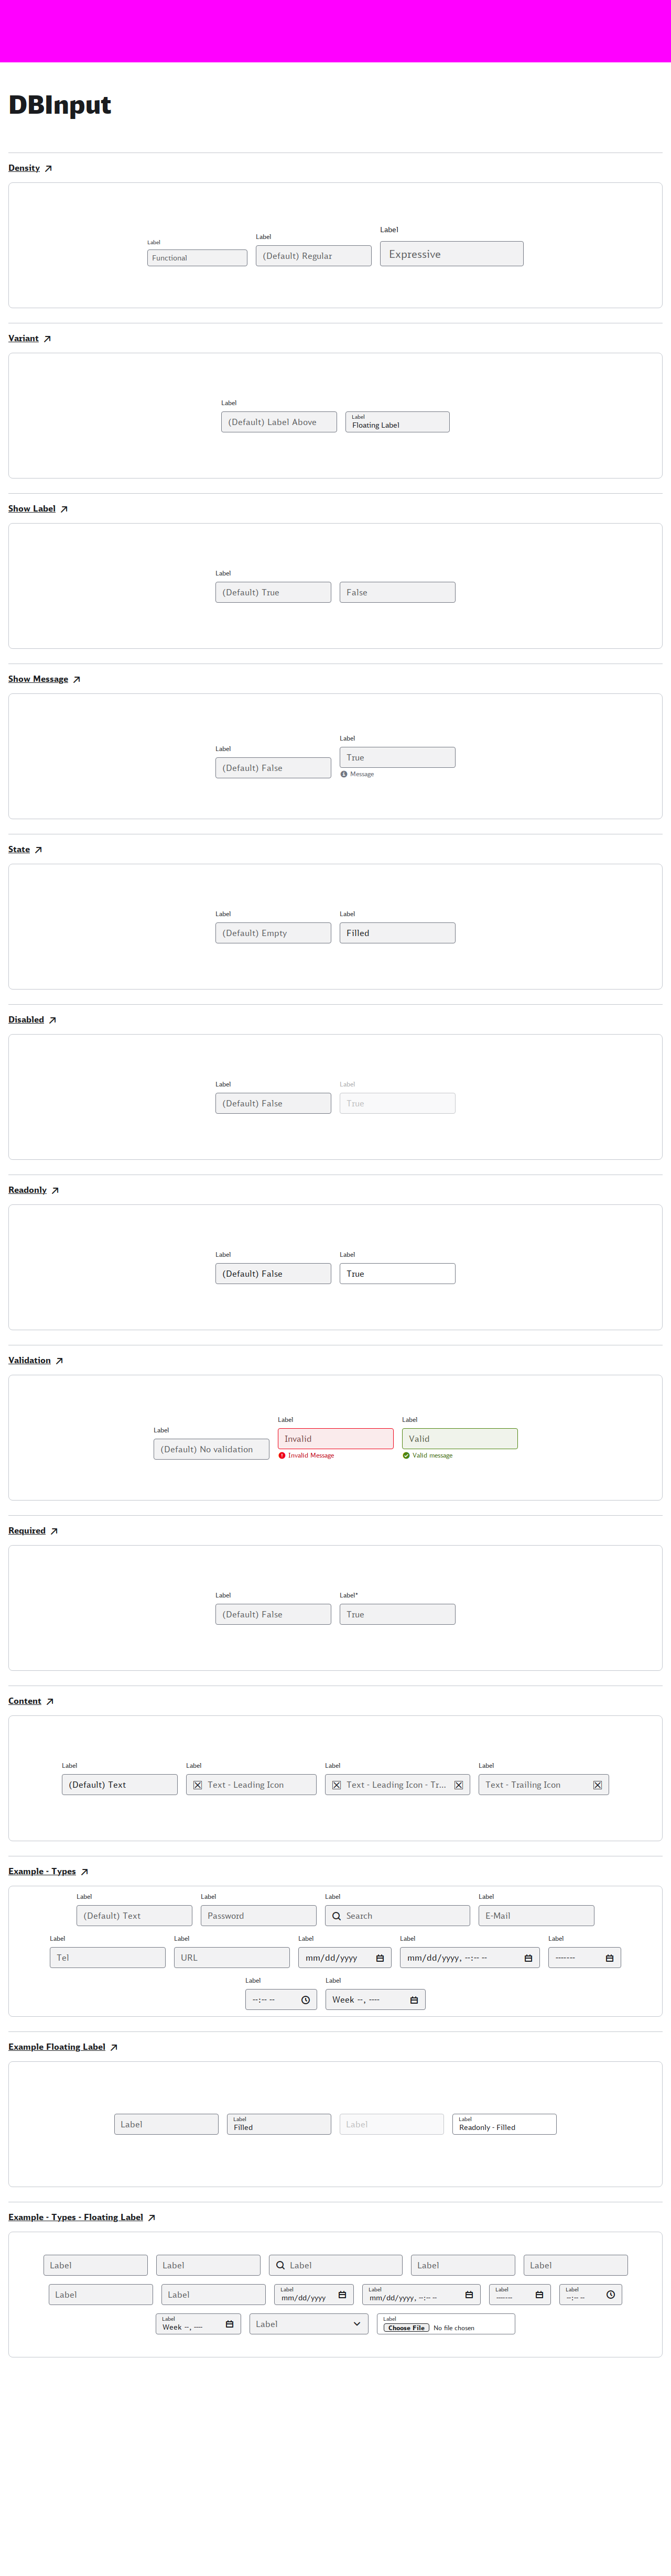 DBInput
Density
Label Label Label
Functional (Default) Regular Expressive
Variant
Label Label
(Default) Label Above Floating Label
Show Label
Label
(Default) True False
Show Message
Label Label
(Default) False True
Message
State
Label Label
(Default) Empty Filled
Disabled
Label Label
(Default) False True
Readonly
Label Label
(Default) False True
Validation
Label Label Label
(Default) No validation Invalid Valid
Invalid Message Valid message
Required
Label Label*
(Default) False True
Content
Label Label Label Label
(Default) Text Text - Leading Icon Text - Leading Icon - Tr... Text - Trailing Icon
Example - Types
Label Label Label Label
(Default) Text Password Search E-Mail
Label Label Label Label Label
Tel URL mm/dd/yyyy mm/dd/yyyy, --:-- -- -------
Label Label
--:-- -- Week --, ----
Example Floating Label
Label Label Filled Label Label Readonly - Filled
Example - Types - Floating Label
Label Label Label Label Label
Label Label Label mm/dd/yyyy Label mm/dd/yyyy, --:-- -- Label ------- Label --:-- --
Label Week --, ---- Label Label Choose File No file chosen